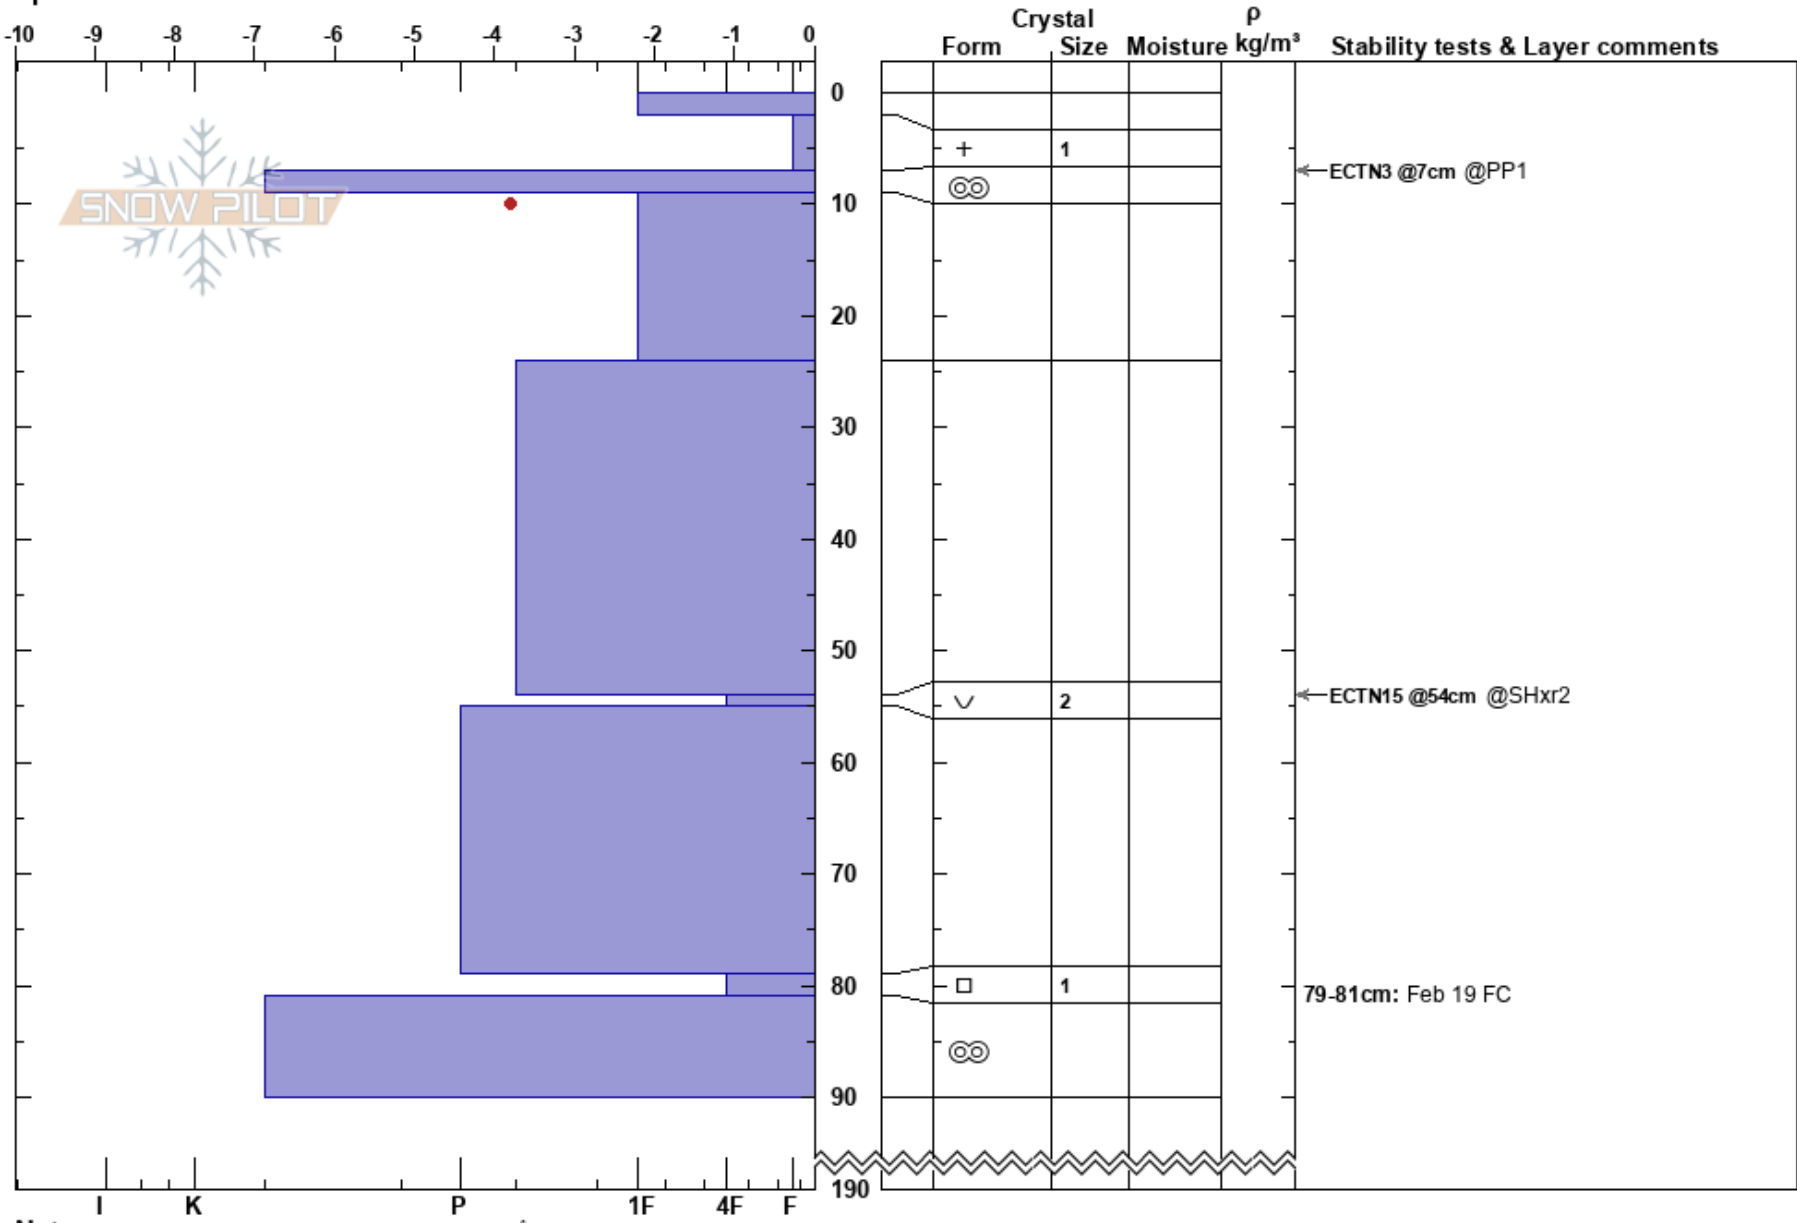 Crystal ρ
-10 -9 -8 -7 -6 -5 -4 -3 -2 -1 0 Form Size Moisture kg/m³ Stability tests & Layer comments
0
+ 1
ECTN3 @7cm @PP1
SNOW PILOT
10
20
30
40
50
ECTN15 @54cm @SHxr2
2
60
70
80 1
79-81cm: Feb 19 FC
90
190
I K P 1F 4F F